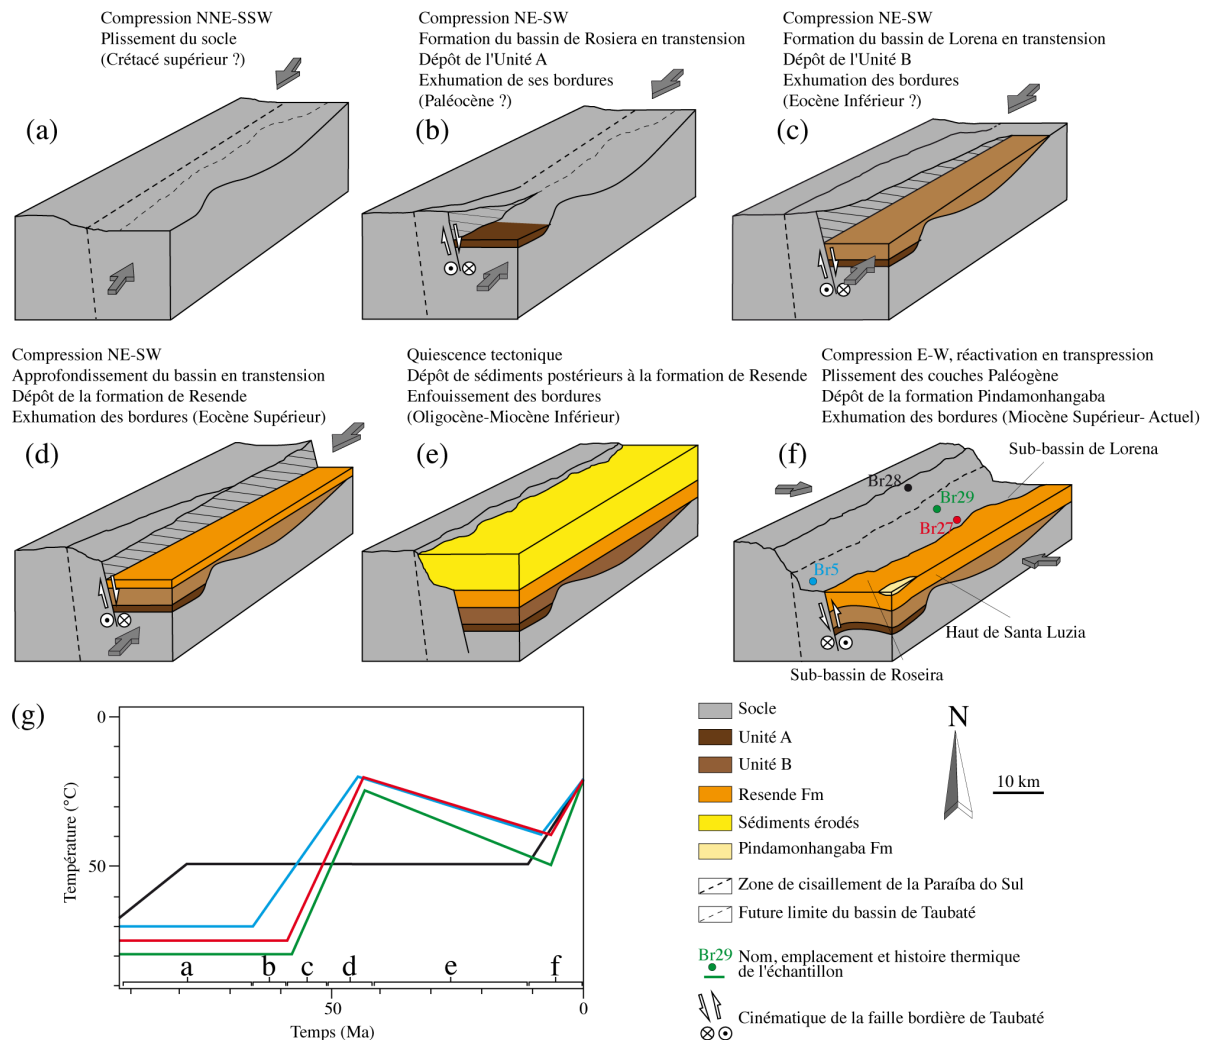 Compression NNE-SSW
Plissement du socle
(Crétacé supérieur ?)
(a)
Compression NE-SW
Formation du bassin de Rosiera en transtension
Dépôt de l'Unité A
Exhumation de ses bordures
(Paléocène ?)
(b)
Compression NE-SW
Formation du bassin de Lorena en transtension
Dépôt de l'Unité B
Exhumation des bordures
(Eocène Inférieur ?)
(c)
Compression NE-SW
Approfondissement du bassin en transtension
Dépôt de la formation de Resende
Exhumation des bordures (Eocène Supérieur)
(d)
Quiescence tectonique
Dépôt de sédiments postérieurs à la formation de Resende
Enfouissement des bordures
(Oligocène-Miocène Inférieur)
(e)
Compression E-W, réactivation en transpression
Plissement des couches Paléogène
Dépôt de la formation Pindamonhangaba
Exhumation des bordures (Miocène Supérieur- Actuel)
(f)
Sub-bassin de Lorena
Br28
Br29
Br27
Br5
Haut de Santa Luzia
Sub-bassin de Roseira
(g)
0
50
Température (°C)
a b c d e f
50 0
Temps (Ma)
Socle
Unité A
Unité B
Resende Fm
Sédiments érodés
Pindamonhangaba Fm
Zone de cisaillement de la Paraíba do Sul
Future limite du bassin de Taubaté
Br29 Nom, emplacement et histoire thermique
de l'échantillon
Cinématique de la faille bordière de Taubaté
N
10 km